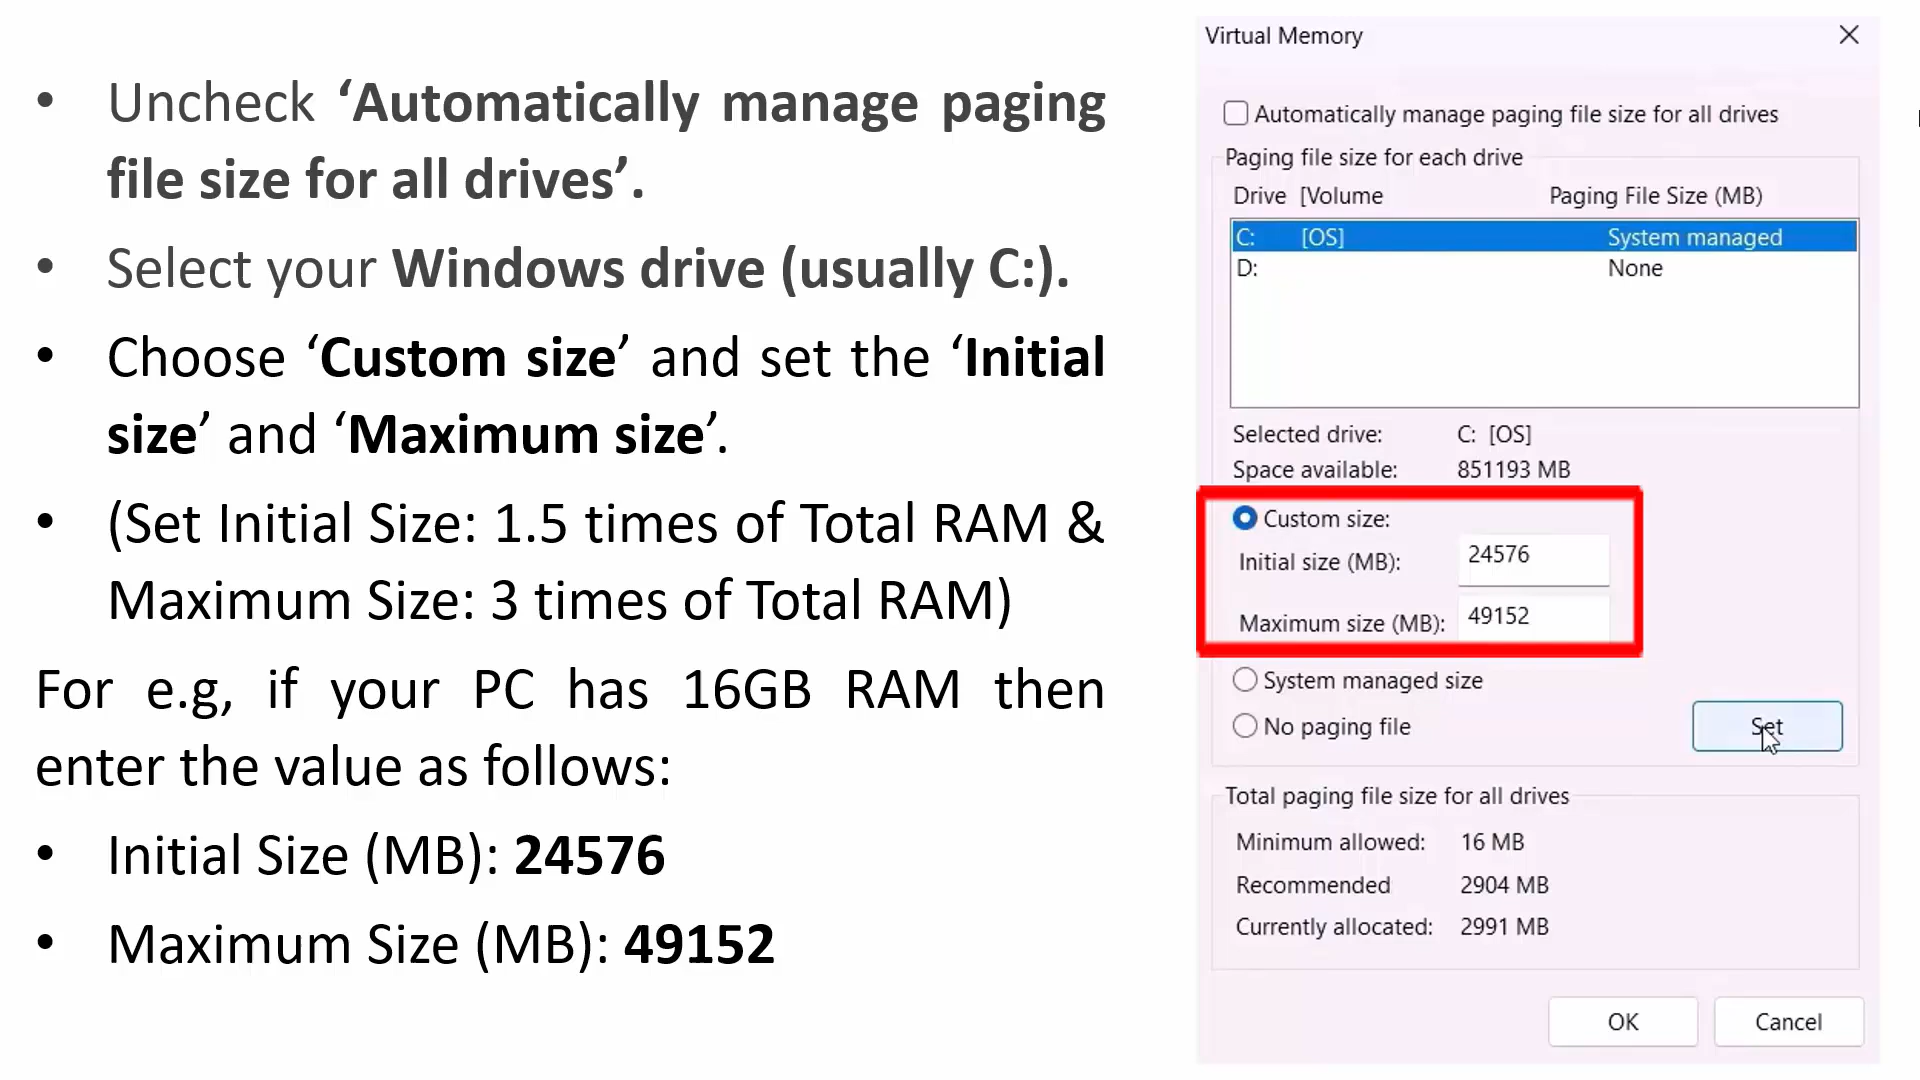 • Uncheck ‘Automatically manage paging
file size for all drives’.
• Select your Windows drive (usually C:).
• Choose ‘Custom size’ and set the ‘Initial
size’ and ‘Maximum size’.
• (Set Initial Size: 1.5 times of Total RAM &
Maximum Size: 3 times of Total RAM)
For e.g, if your PC has 16GB RAM then
enter the value as follows:
• Initial Size (MB): 24576
• Maximum Size (MB): 49152
Virtual Memory
Automatically manage paging file size for all drives
Paging file size for each drive
Drive [Volume Paging File Size (MB)
C: [OS] System managed
D: None
Selected drive: C: [OS]
Space available: 851193 MB
Custom size:
Initial size (MB): 24576
Maximum size (MB): 49152
System managed size
No paging file
Set
Total paging file size for all drives
Minimum allowed: 16 MB
Recommended 2904 MB
Currently allocated: 2991 MB
OK Cancel